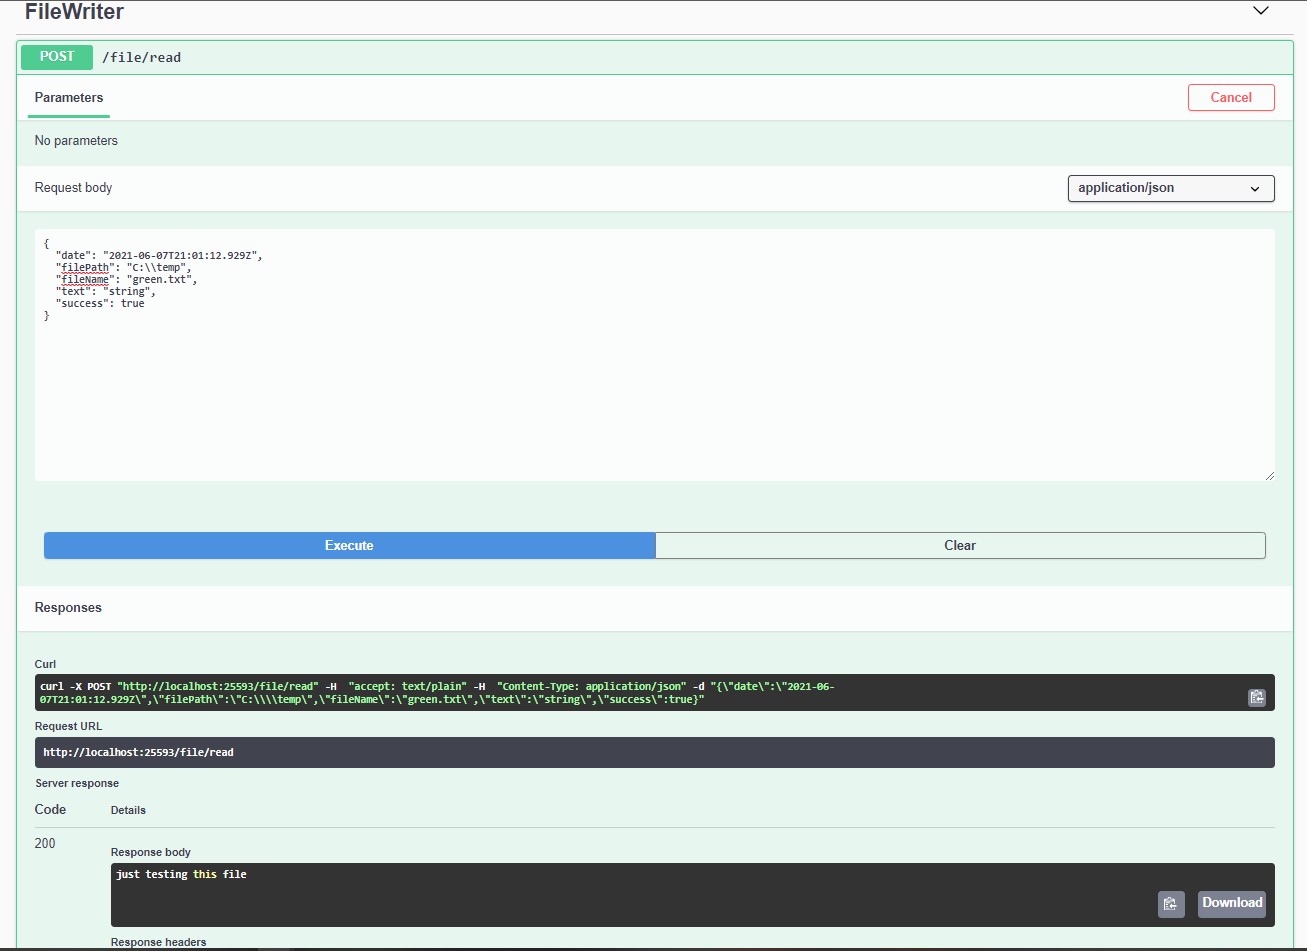 FileWriter
POST /file/read
Parameters
Cancel
No parameters
Request body
application/json
{
"date": "2021-06-07T21:01:12.929Z",
"filePath": "C:\\temp",
"fileName": "green.txt",
"text": "string",
"success": true
}
Execute
Clear
Responses
Curl
curl -X POST "http://localhost:25593/file/read" -H  "accept: text/plain" -H  "Content-Type: application/json" -d "{\"date\":\"2021-06-
07T21:01:12.929Z\",\"filePath\":\"C:\\\\temp\",\"fileName\":\"green.txt\",\"text\":\"string\",\"success\":true}"
Request URL
http://localhost:25593/file/read
Server response
Code Details
200
Response body
just testing this file
Download
Response headers